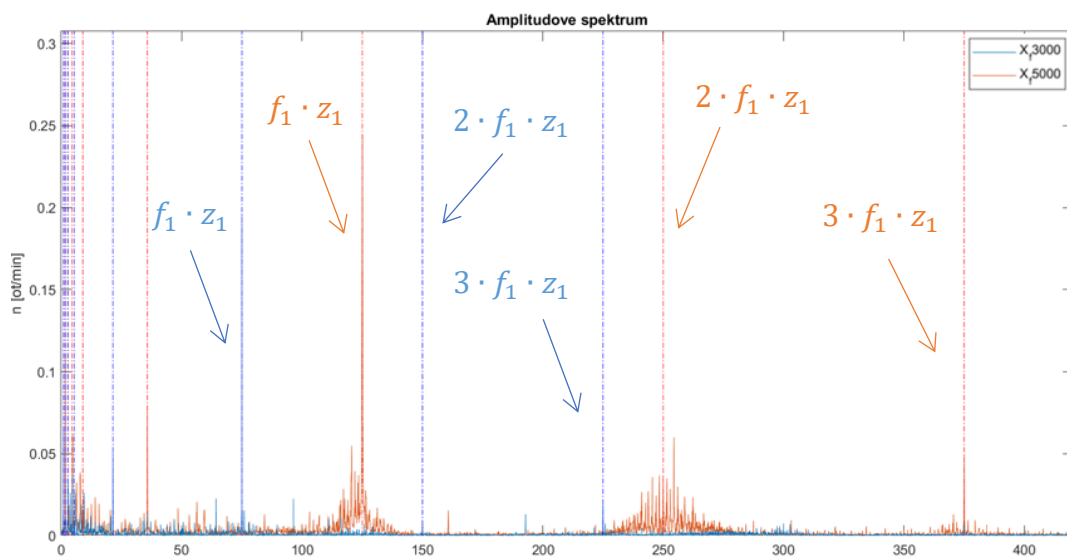 Amplitudove spektrum
X_f3000
X_f5000
n [ot/min]
0.3
0.25
0.2
0.15
0.1
0.05
0
f₁ · z₁
f₁ · z₁
2 · f₁ · z₁
2 · f₁ · z₁
3 · f₁ · z₁
3 · f₁ · z₁
0 50 100 150 200 250 300 350 400